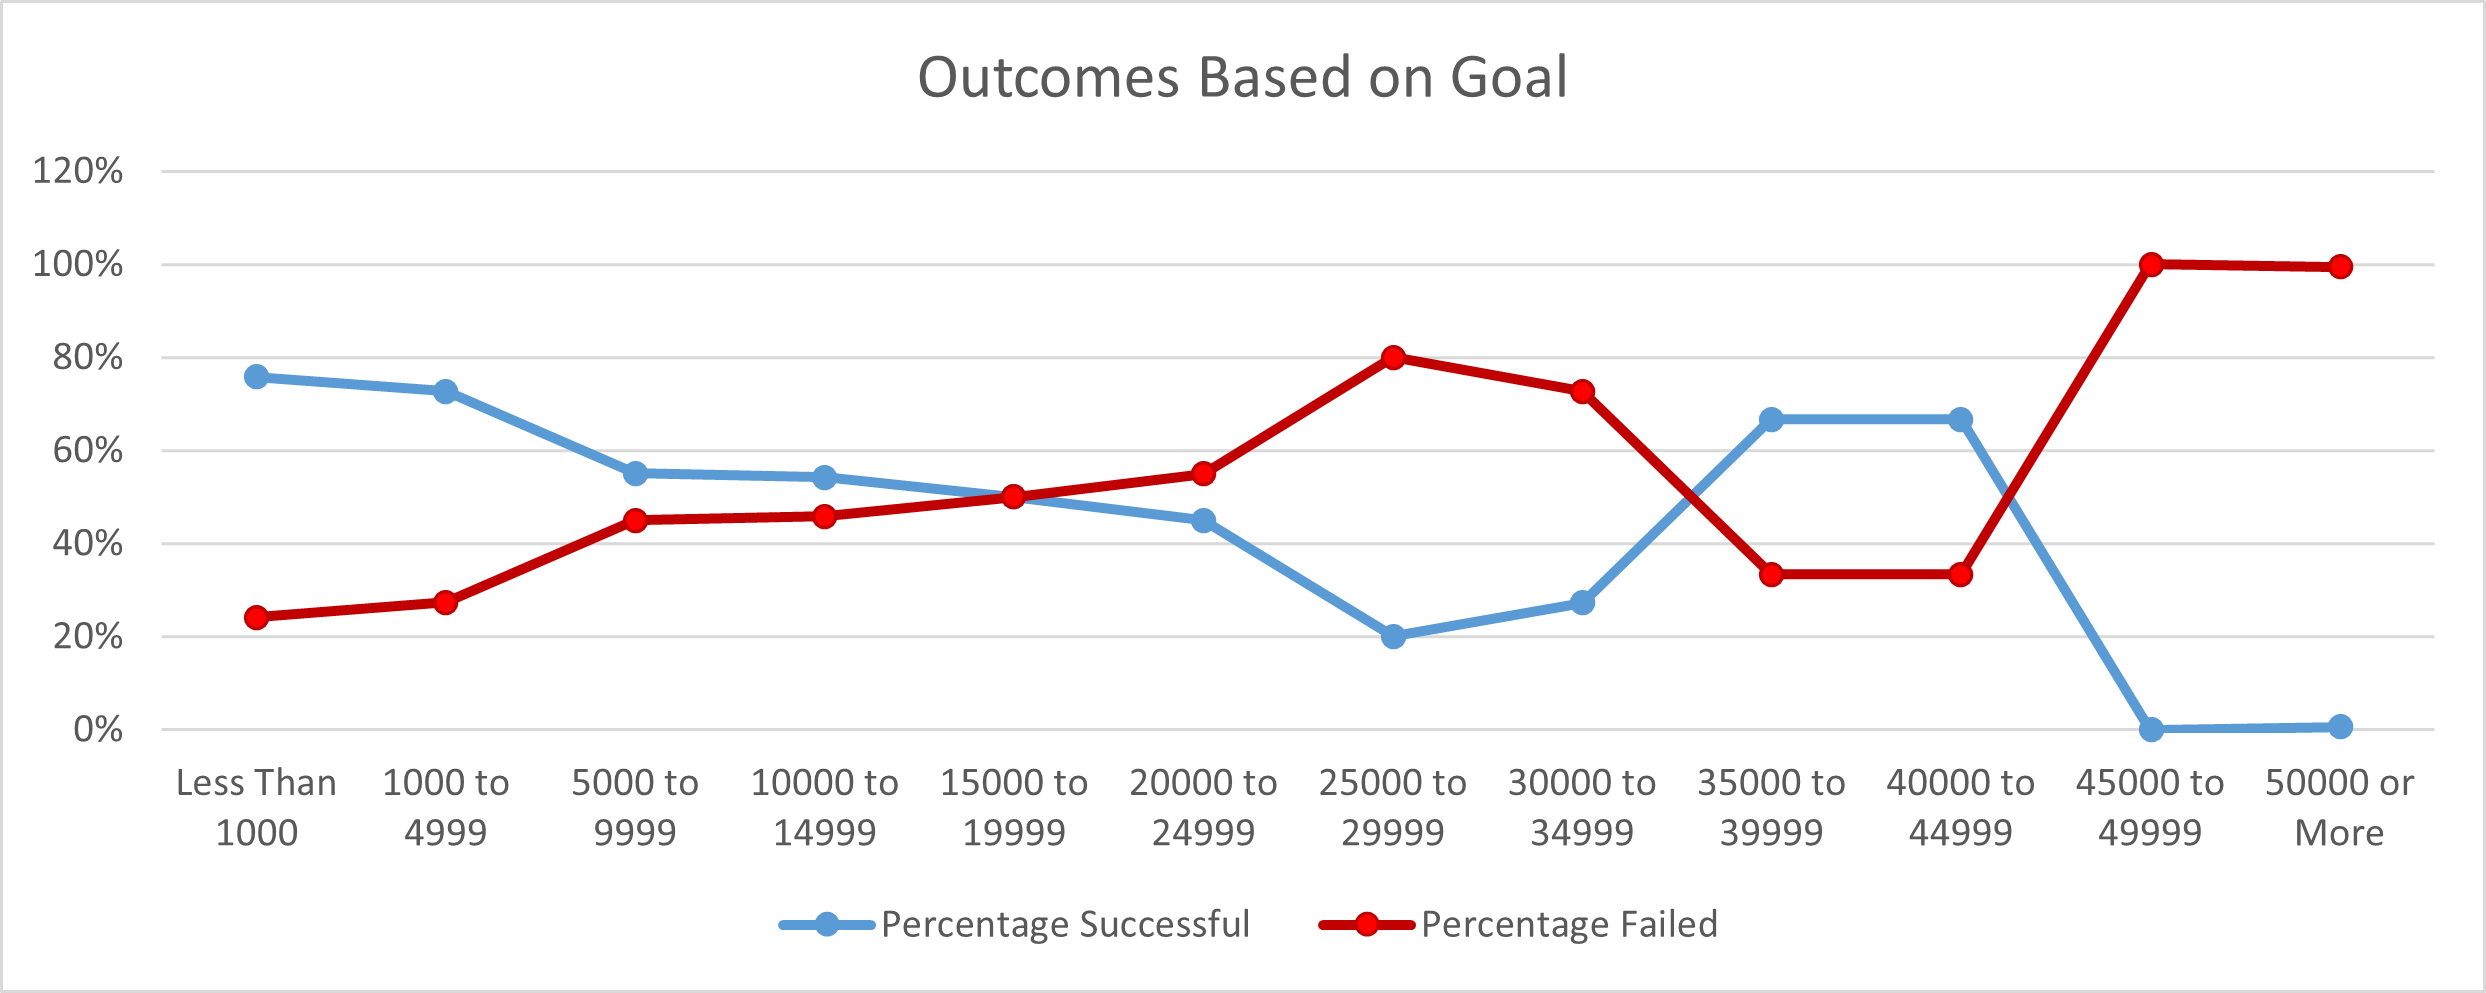 Outcomes Based on Goal
120%
100%
80%
60%
40%
20%
0%
Less Than 1000 to 5000 to 10000 to 15000 to 20000 to 25000 to 30000 to 35000 to 40000 to 45000 to 50000 or
1000 4999 9999 14999 19999 24999 29999 34999 39999 44999 49999 More
Percentage Successful Percentage Failed